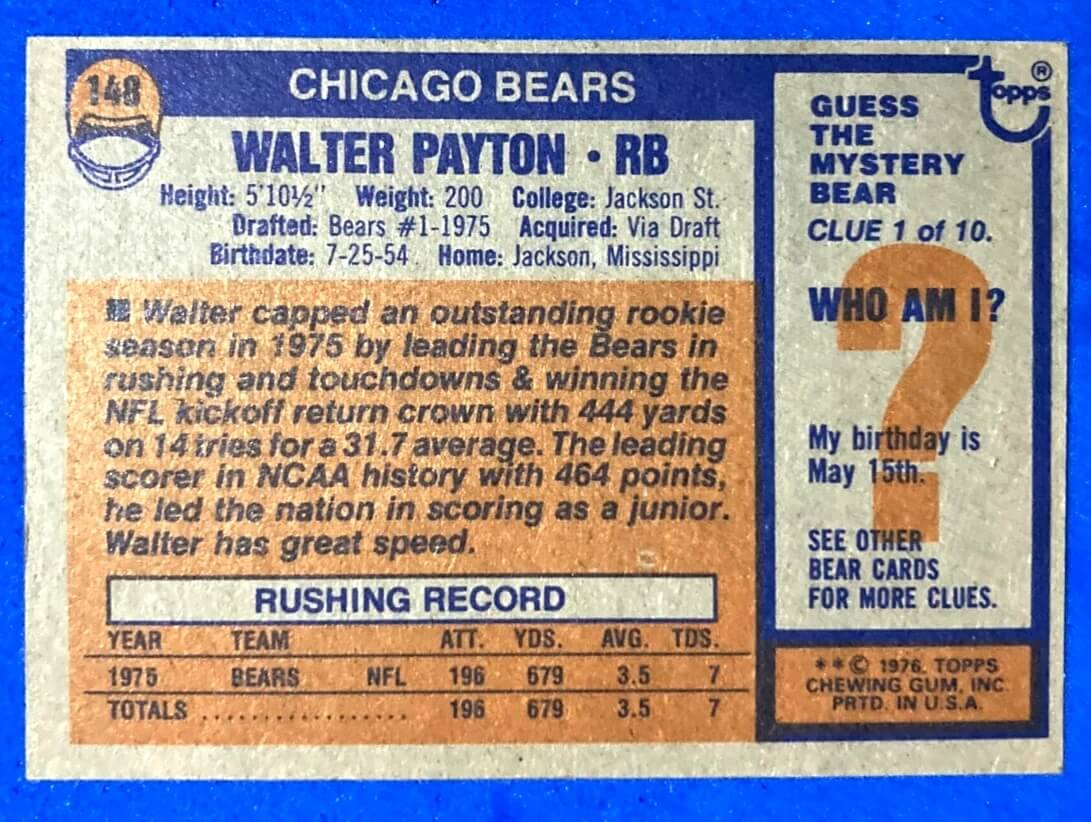 148
CHICAGO BEARS
WALTER PAYTON • RB
Height: 5'10½" Weight: 200 College: Jackson St.
Drafted: Bears #1-1975 Acquired: Via Draft
Birthdate: 7-25-54 Home: Jackson, Mississippi
Walter capped an outstanding rookie
season in 1975 by leading the Bears in
rushing and touchdowns & winning the
NFL kickoff return crown with 444 yards
on 14 tries for a 31.7 average. The leading
scorer in NCAA history with 464 points,
he led the nation in scoring as a junior.
Walter has great speed.
RUSHING RECORD
YEAR TEAM ATT. YDS. AVG. TDS.
1975 BEARS NFL 196 679 3.5 7
TOTALS .................. 196 679 3.5 7
topps®
GUESS
THE
MYSTERY
BEAR
CLUE 1 of 10.
WHO AM I?
?
My birthday is
May 15th.
SEE OTHER
BEAR CARDS
FOR MORE CLUES.
**© 1976, TOPPS
CHEWING GUM, INC.
PRTD. IN U.S.A.